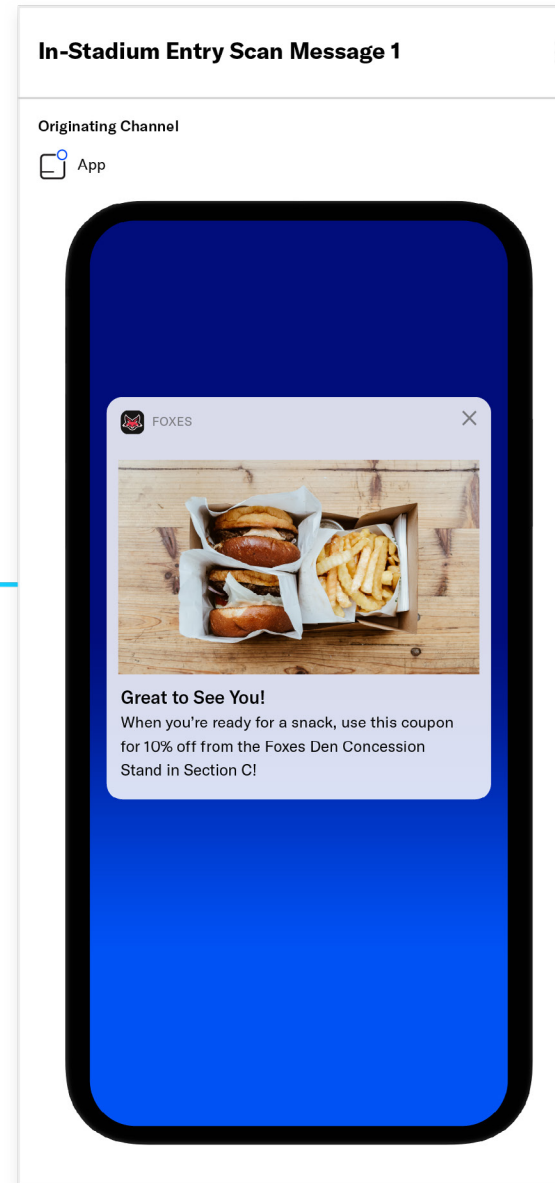 In-Stadium Entry Scan Message 1
Originating Channel
App
FOXES
Great to See You!
When you're ready for a snack, use this coupon
for 10% off from the Foxes Den Concession
Stand in Section C!